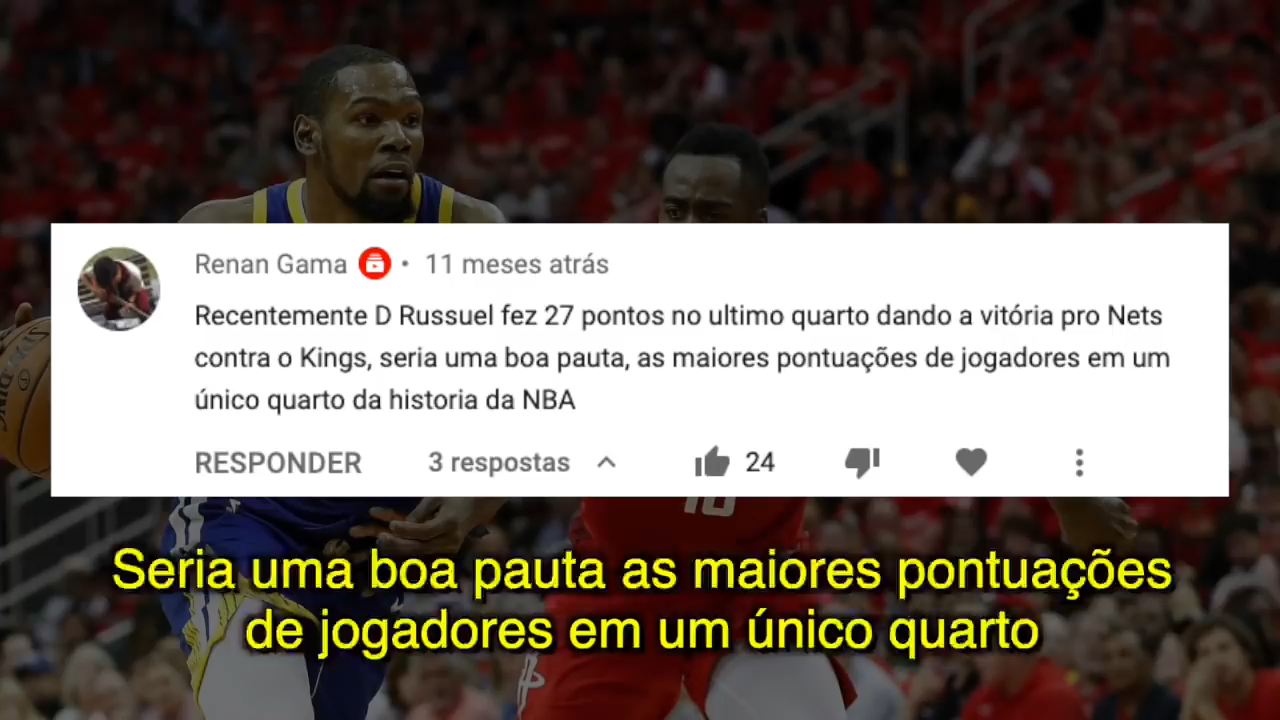 Renan Gama • 11 meses atrás
Recentemente D Russuel fez 27 pontos no ultimo quarto dando a vitória pro Nets
contra o Kings, seria uma boa pauta, as maiores pontuações de jogadores em um
único quarto da historia da NBA
RESPONDER 3 respostas 24
Seria uma boa pauta as maiores pontuações
de jogadores em um único quarto